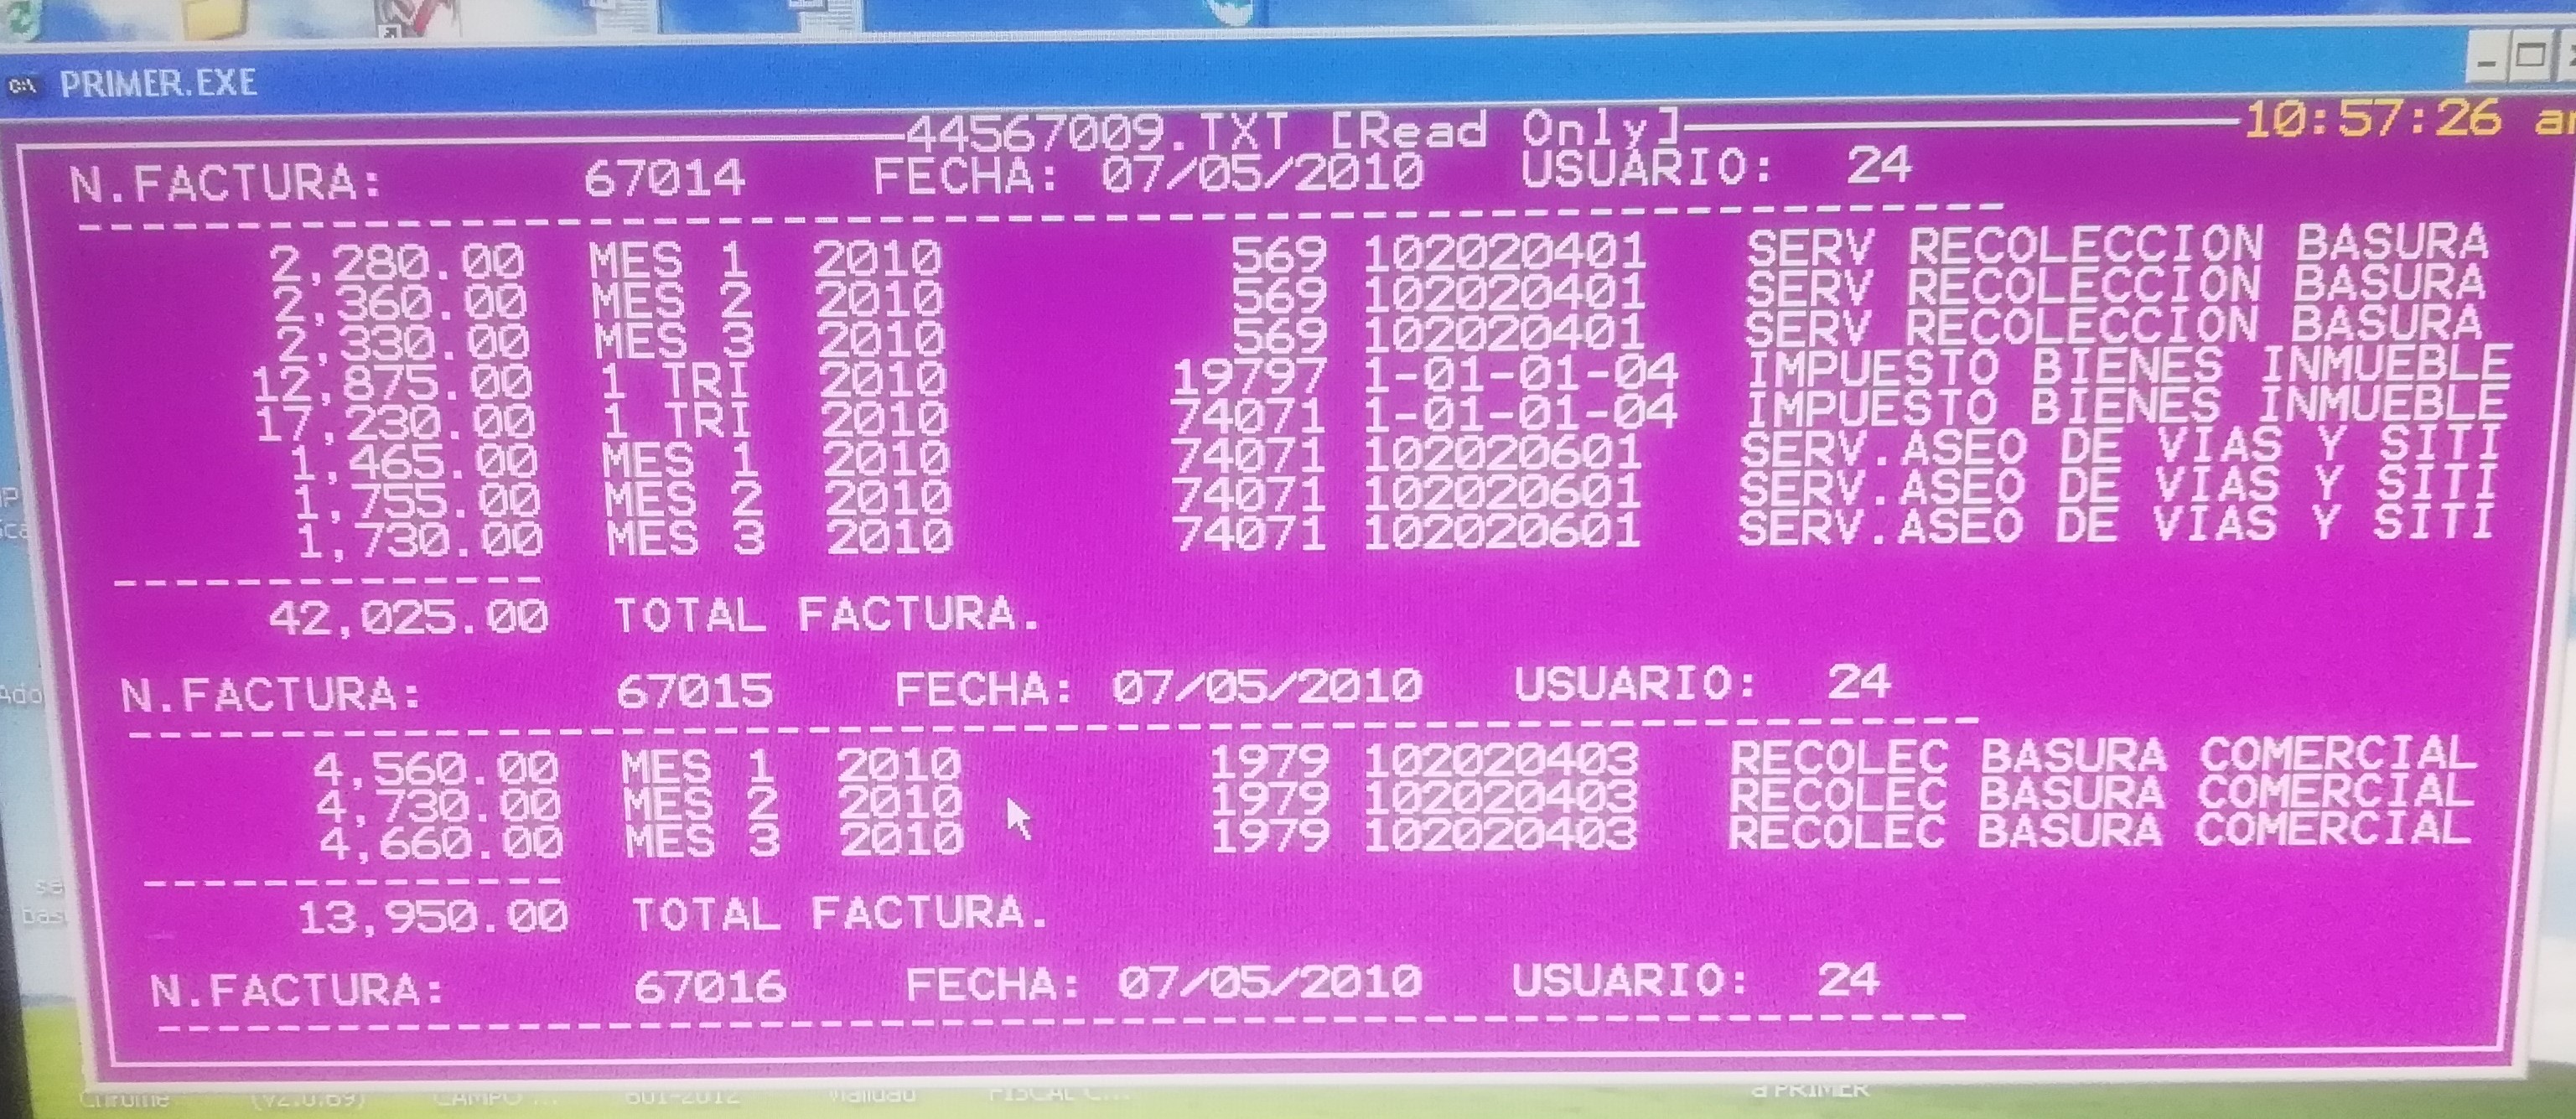 PRIMER.EXE
44567009.TXT [Read Only] 10:57:26
N.FACTURA: 67014 FECHA: 07/05/2010 USUARIO: 24
2,280.00 MES 1 2010 569 102020401 SERV RECOLECCION BASURA
2,360.00 MES 2 2010 569 102020401 SERV RECOLECCION BASURA
2,330.00 MES 3 2010 569 102020401 SERV RECOLECCION BASURA
12,875.00 1 TRI 2010 19797 1-01-01-04 IMPUESTO BIENES INMUEBLE
17,230.00 1 TRI 2010 74071 1-01-01-04 IMPUESTO BIENES INMUEBLE
1,465.00 MES 1 2010 74071 102020601 SERV.ASEO DE VIAS Y SITI
1,755.00 MES 2 2010 74071 102020601 SERV.ASEO DE VIAS Y SITI
1,730.00 MES 3 2010 74071 102020601 SERV.ASEO DE VIAS Y SITI
42,025.00 TOTAL FACTURA.
N.FACTURA: 67015 FECHA: 07/05/2010 USUARIO: 24
4,560.00 MES 1 2010 1979 102020403 RECOLEC BASURA COMERCIAL
4,730.00 MES 2 2010 1979 102020403 RECOLEC BASURA COMERCIAL
4,660.00 MES 3 2010 1979 102020403 RECOLEC BASURA COMERCIAL
13,950.00 TOTAL FACTURA.
N.FACTURA: 67016 FECHA: 07/05/2010 USUARIO: 24
a PRIMER